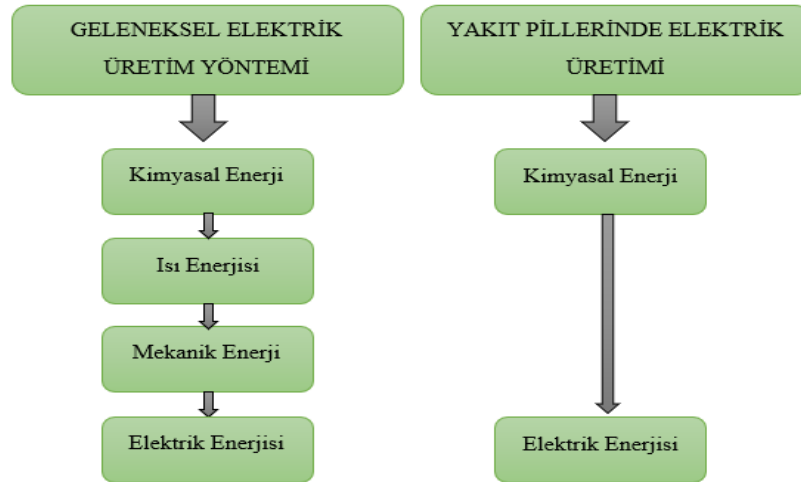 GELENEKSEL ELEKTRİK
ÜRETİM YÖNTEMİ
Kimyasal Enerji
Isı Enerjisi
Mekanik Enerji
Elektrik Enerjisi
YAKIT PİLLERİNDE ELEKTRİK
ÜRETİMİ
Kimyasal Enerji
Elektrik Enerjisi